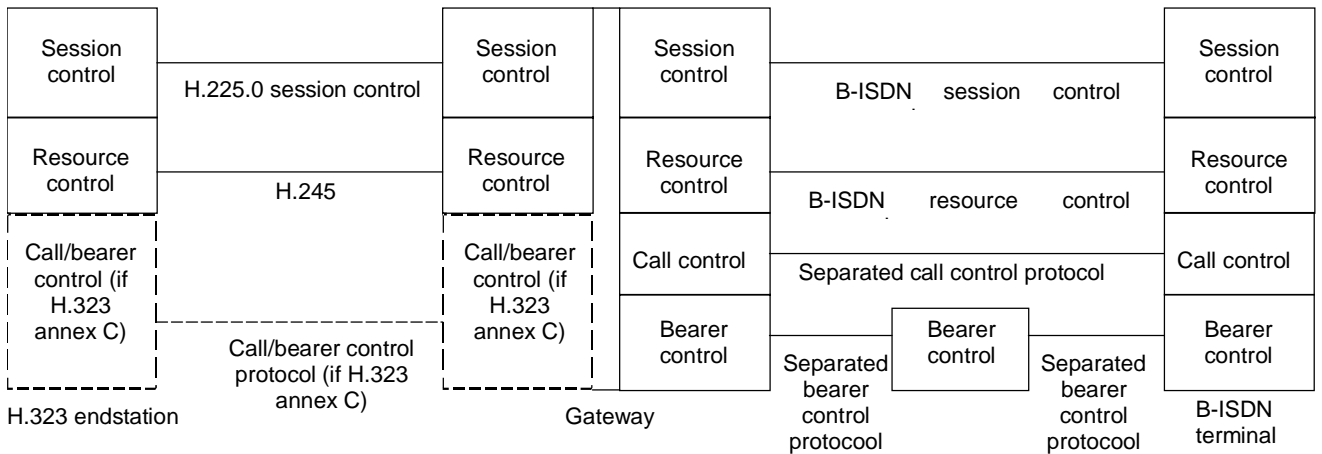 Session
control
Session
control
Session
control
Session
control
H.225.0 session control
B-ISDN session control
Resource
control
Resource
control
Resource
control
Resource
control
H.245
B-ISDN resource control
Call/bearer
control (if
H.323
annex C)
Call/bearer
control (if
H.323
annex C)
Call control
Call control
Separated call control protocol
Call/bearer control
protocol (if H.323
annex C)
Bearer
control
Bearer
control
Bearer
control
Separated
bearer
control
protocool
Separated
bearer
control
protocool
H.323 endstation
Gateway
B-ISDN
terminal